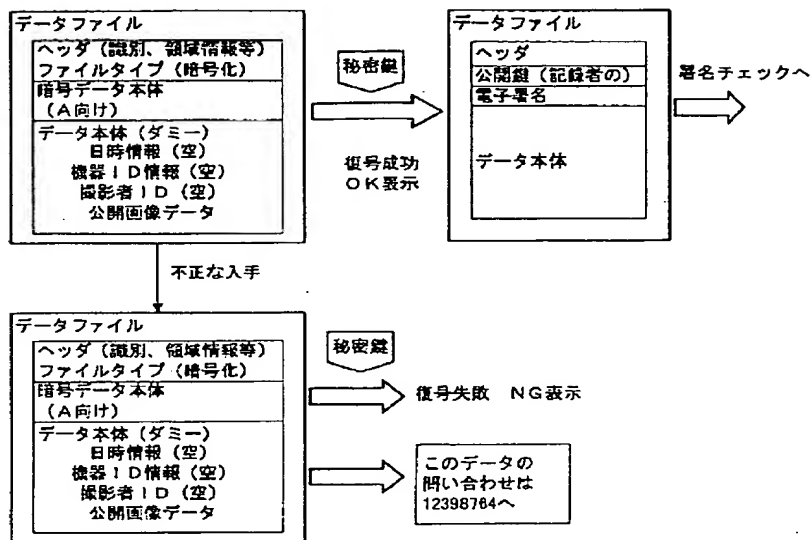 データファイル
ヘッダ（識別、領域情報等）
ファイルタイプ（暗号化）
暗号データ本体
（A向け）
データ本体（ダミー）
日時情報（空）
機器ID情報（空）
撮影者ID（空）
公開画像データ
秘密鍵
復号成功
OK表示
データファイル
ヘッダ
公開鍵（記録者の）
電子署名
データ本体
署名チェックへ
不正な入手
データファイル
ヘッダ（識別、領域情報等）
ファイルタイプ（暗号化）
暗号データ本体
（A向け）
データ本体（ダミー）
日時情報（空）
機器ID情報（空）
撮影者ID（空）
公開画像データ
秘密鍵
復号失敗 NG表示
このデータの
問い合わせは
12398764へ